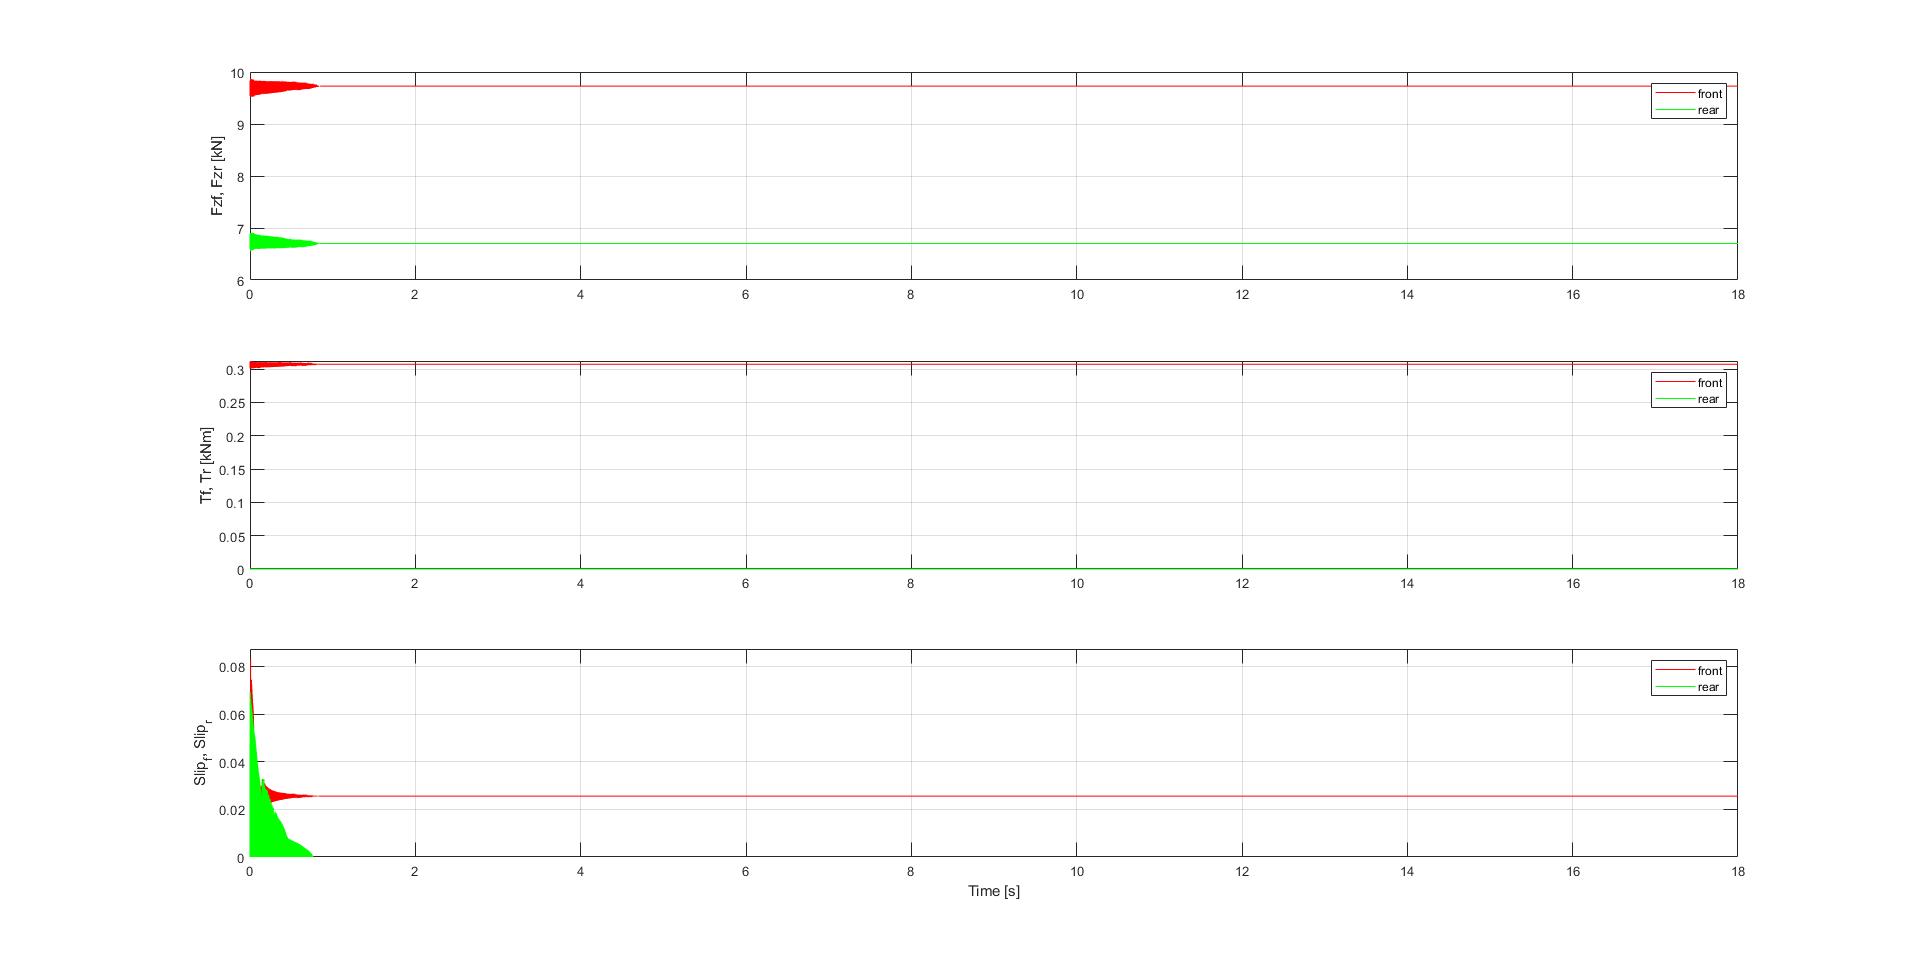 10
9
8
7
6
Fzf, Fzr [kN]
front
rear
0 2 4 6 8 10 12 14 16 18
0.3
0.25
0.2
0.15
0.1
0.05
0
Tf, Tr [kNm]
front
rear
0 2 4 6 8 10 12 14 16 18
0.08
0.06
0.04
0.02
0
Slip_f, Slip_r
front
rear
0 2 4 6 8 10 12 14 16 18
Time [s]